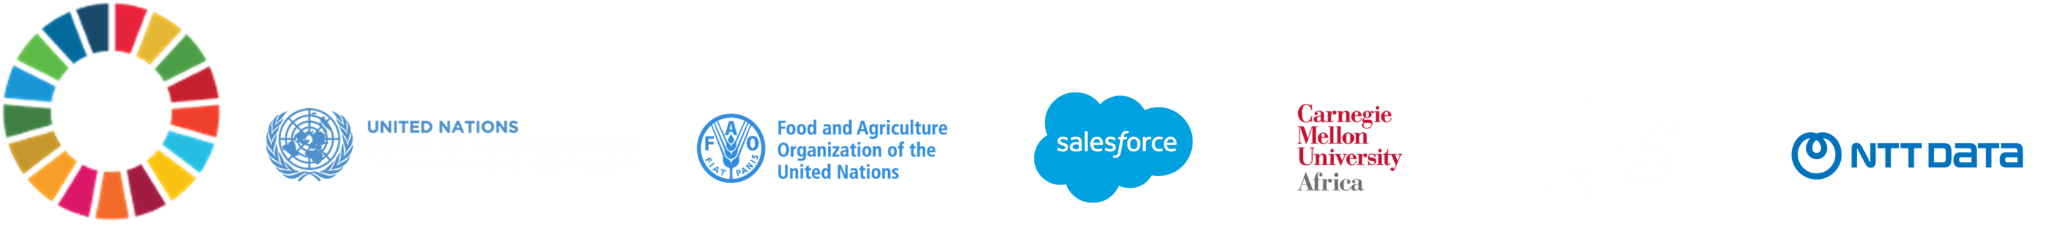 UNITED NATIONS
FAO
FIAT PANIS
Food and Agriculture
Organization of the
United Nations
salesforce
Carnegie
Mellon
University
Africa
NTT DATA